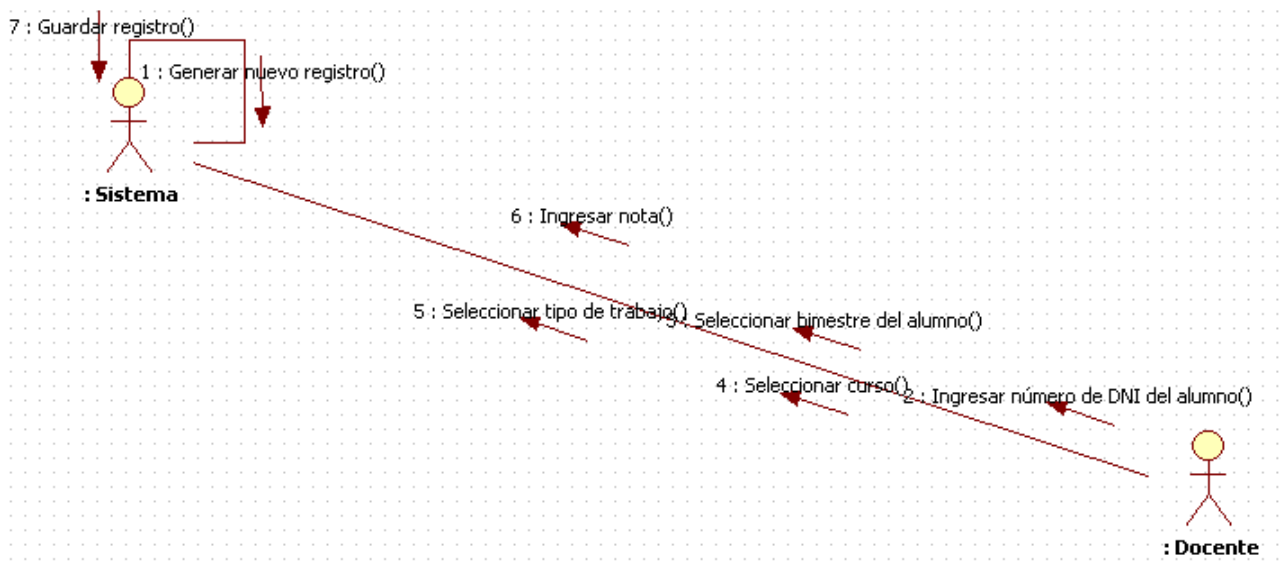 7 : Guardar registro()
1 : Generar nuevo registro()
: Sistema
6 : Ingresar nota()
5 : Seleccionar tipo de trabajo()
3 : Seleccionar bimestre del alumno()
4 : Seleccionar curso()
2 : Ingresar número de DNI del alumno()
: Docente